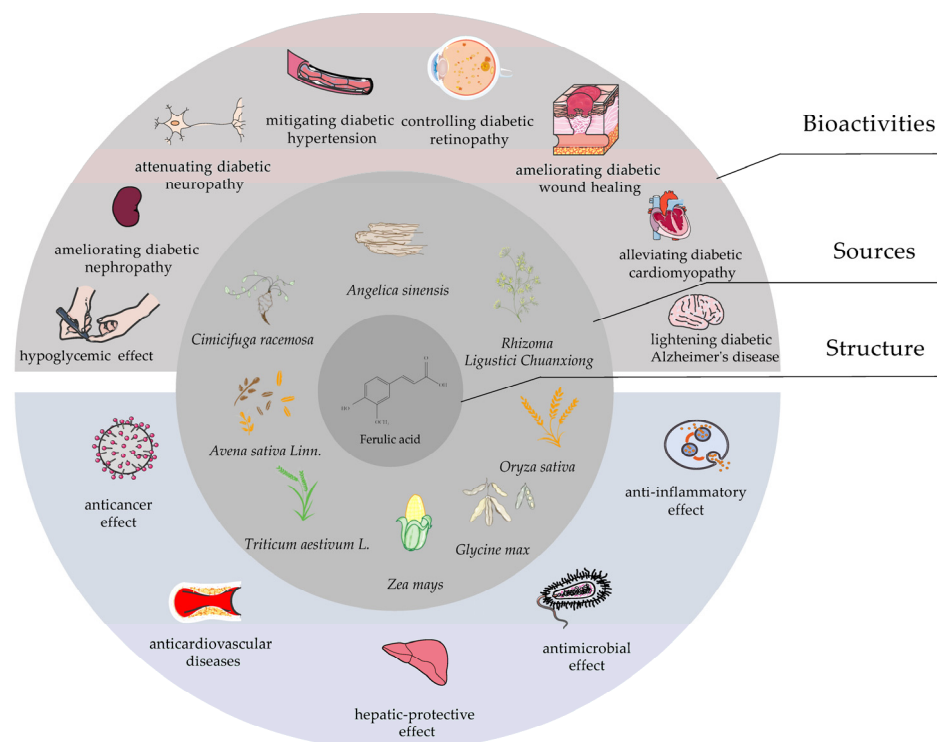 mitigating diabetic
hypertension
controlling diabetic
retinopathy
Bioactivities
attenuating diabetic
neuropathy
ameliorating diabetic
wound healing
ameliorating diabetic
nephropathy
alleviating diabetic
cardiomyopathy
Sources
Angelica sinensis
Cimicifuga racemosa
Rhizoma
Ligustici Chuanxiong
hypoglycemic effect
lightening diabetic
Alzheimer's disease
Structure
O
HO
Ferulic acid
Avena sativa Linn.
Oryza sativa
anticancer
effect
anti-inflammatory
effect
Triticum aestivum L.
Glycine max
Zea mays
anticardiovascular
diseases
antimicrobial
effect
hepatic-protective
effect